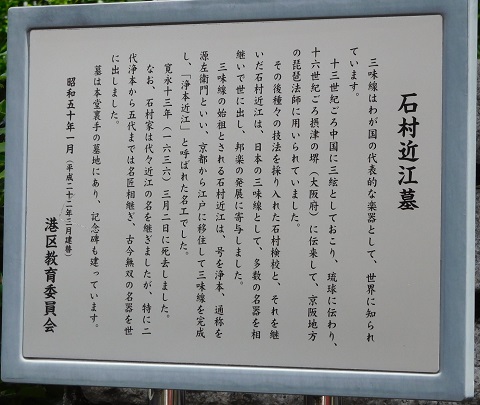 石村近江墓
三味線はわが国の代表的な楽器として、世界に知られ
ています。
十三世紀ごろ中国に三絃としておこり、琉球に伝わり、
十六世紀ごろ摂津の堺（大阪府）に伝来して、京阪地方
の琵琶法師に用いられていました。
その後種々の技法を採り入れた石村検校と、それを継
いだ石村近江は、日本の三味線として、多数の名器を相
継いで世に出し、邦楽の発展に寄与しました。
三味線の始祖とされる石村近江は、号を浄本、通称を
源左衛門といい、京都から江戸に移住して三味線を完成
し、「浄本近江」と呼ばれた名工でした。
寛永十三年（一六三六）三月二日に死去しました。
なお、石村家は代々近江の名を継ぎましたが、特に二
代浄本から五代までは名匠相継ぎ、古今無双の名器を世
に出しました。
墓は本堂裏手の墓地にあり、記念碑も建っています。
昭和五十年一月（平成二十二年三月建替）
港区教育委員会